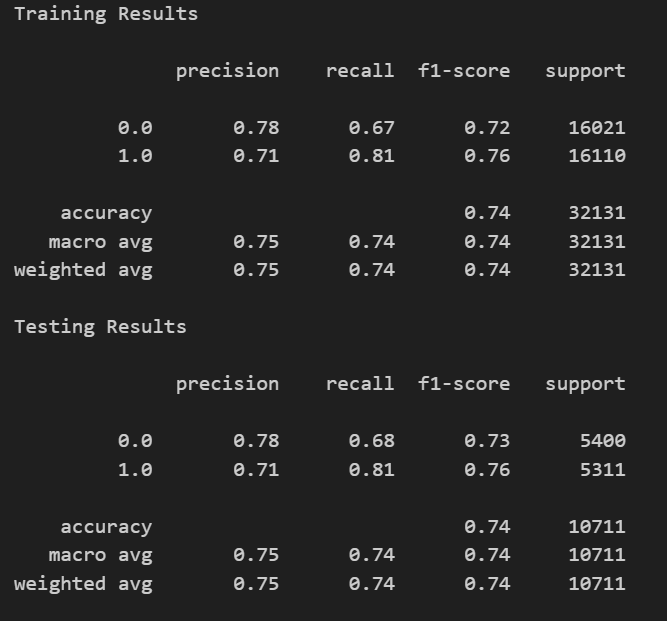 Training Results
precision recall f1-score support
0.0 0.78 0.67 0.72 16021
1.0 0.71 0.81 0.76 16110
accuracy 0.74 32131
macro avg 0.75 0.74 0.74 32131
weighted avg 0.75 0.74 0.74 32131
Testing Results
precision recall f1-score support
0.0 0.78 0.68 0.73 5400
1.0 0.71 0.81 0.76 5311
accuracy 0.74 10711
macro avg 0.75 0.74 0.74 10711
weighted avg 0.75 0.74 0.74 10711